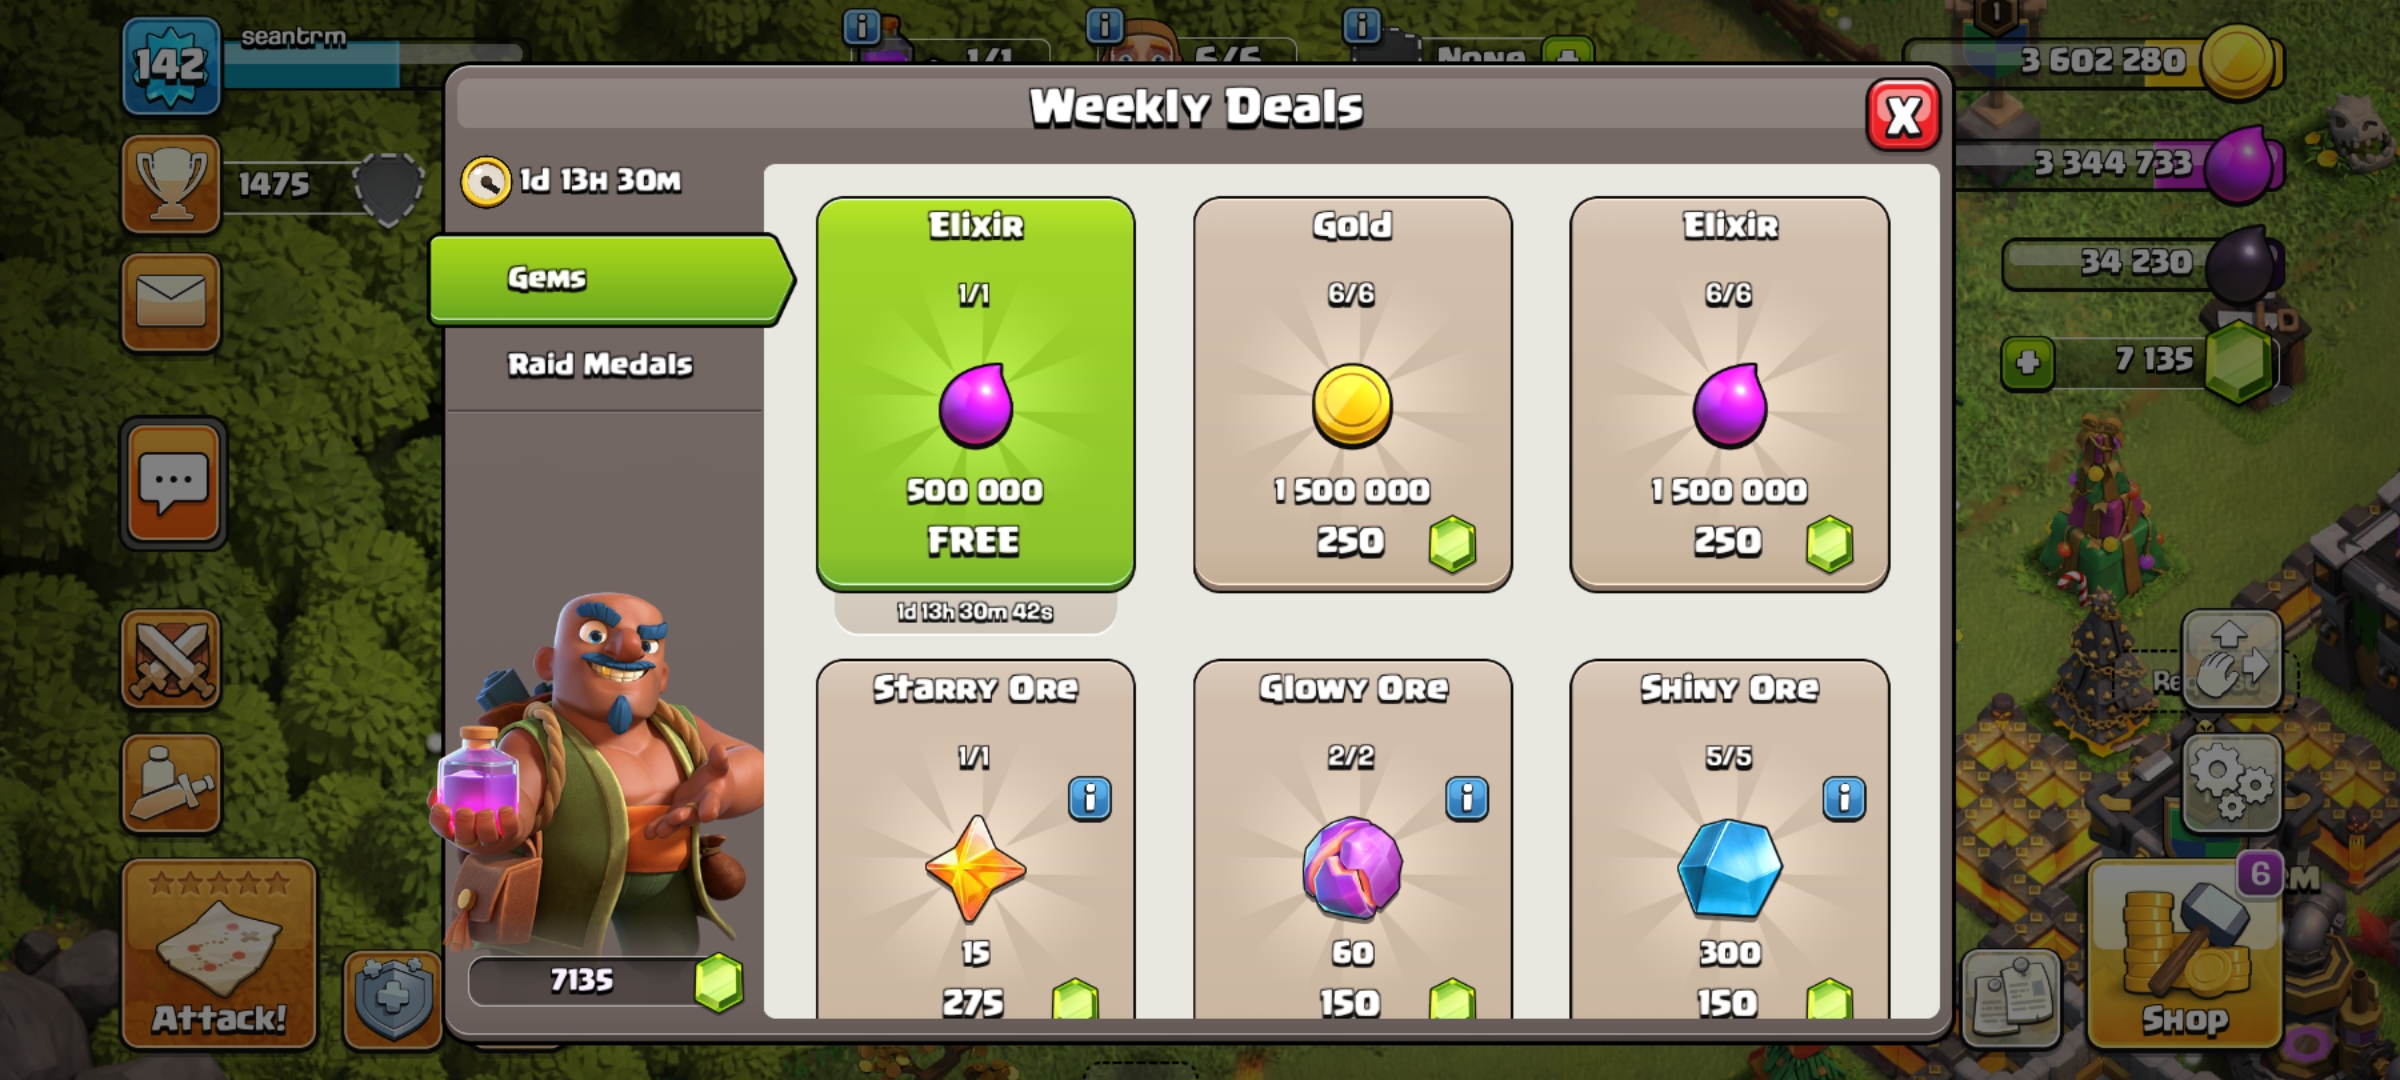 142
seantrm
1/1
6/6
None
3 602 280
Weekly Deals
X
1475
1d 13h 30m
3 344 733
Gems
Raid Medals
34 230
7 135
Elixir
1/1
500 000
FREE
1d 13h 30m 42s
Gold
6/6
1 500 000
250
Elixir
6/6
1 500 000
250
Starry Ore
1/1
15
275
Glowy Ore
2/2
60
150
Shiny Ore
5/5
300
150
7135
Attack!
6
Shop